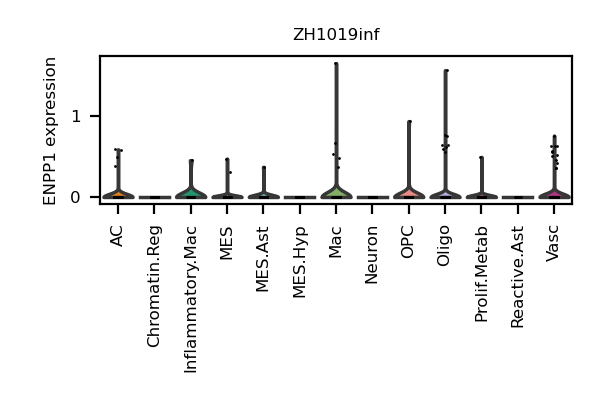 ZH1019inf
ENPP1 expression
1
0
AC
Chromatin.Reg
Inflammatory.Mac
MES
MES.Ast
MES.Hyp
Mac
Neuron
OPC
Oligo
Prolif.Metab
Reactive.Ast
Vasc